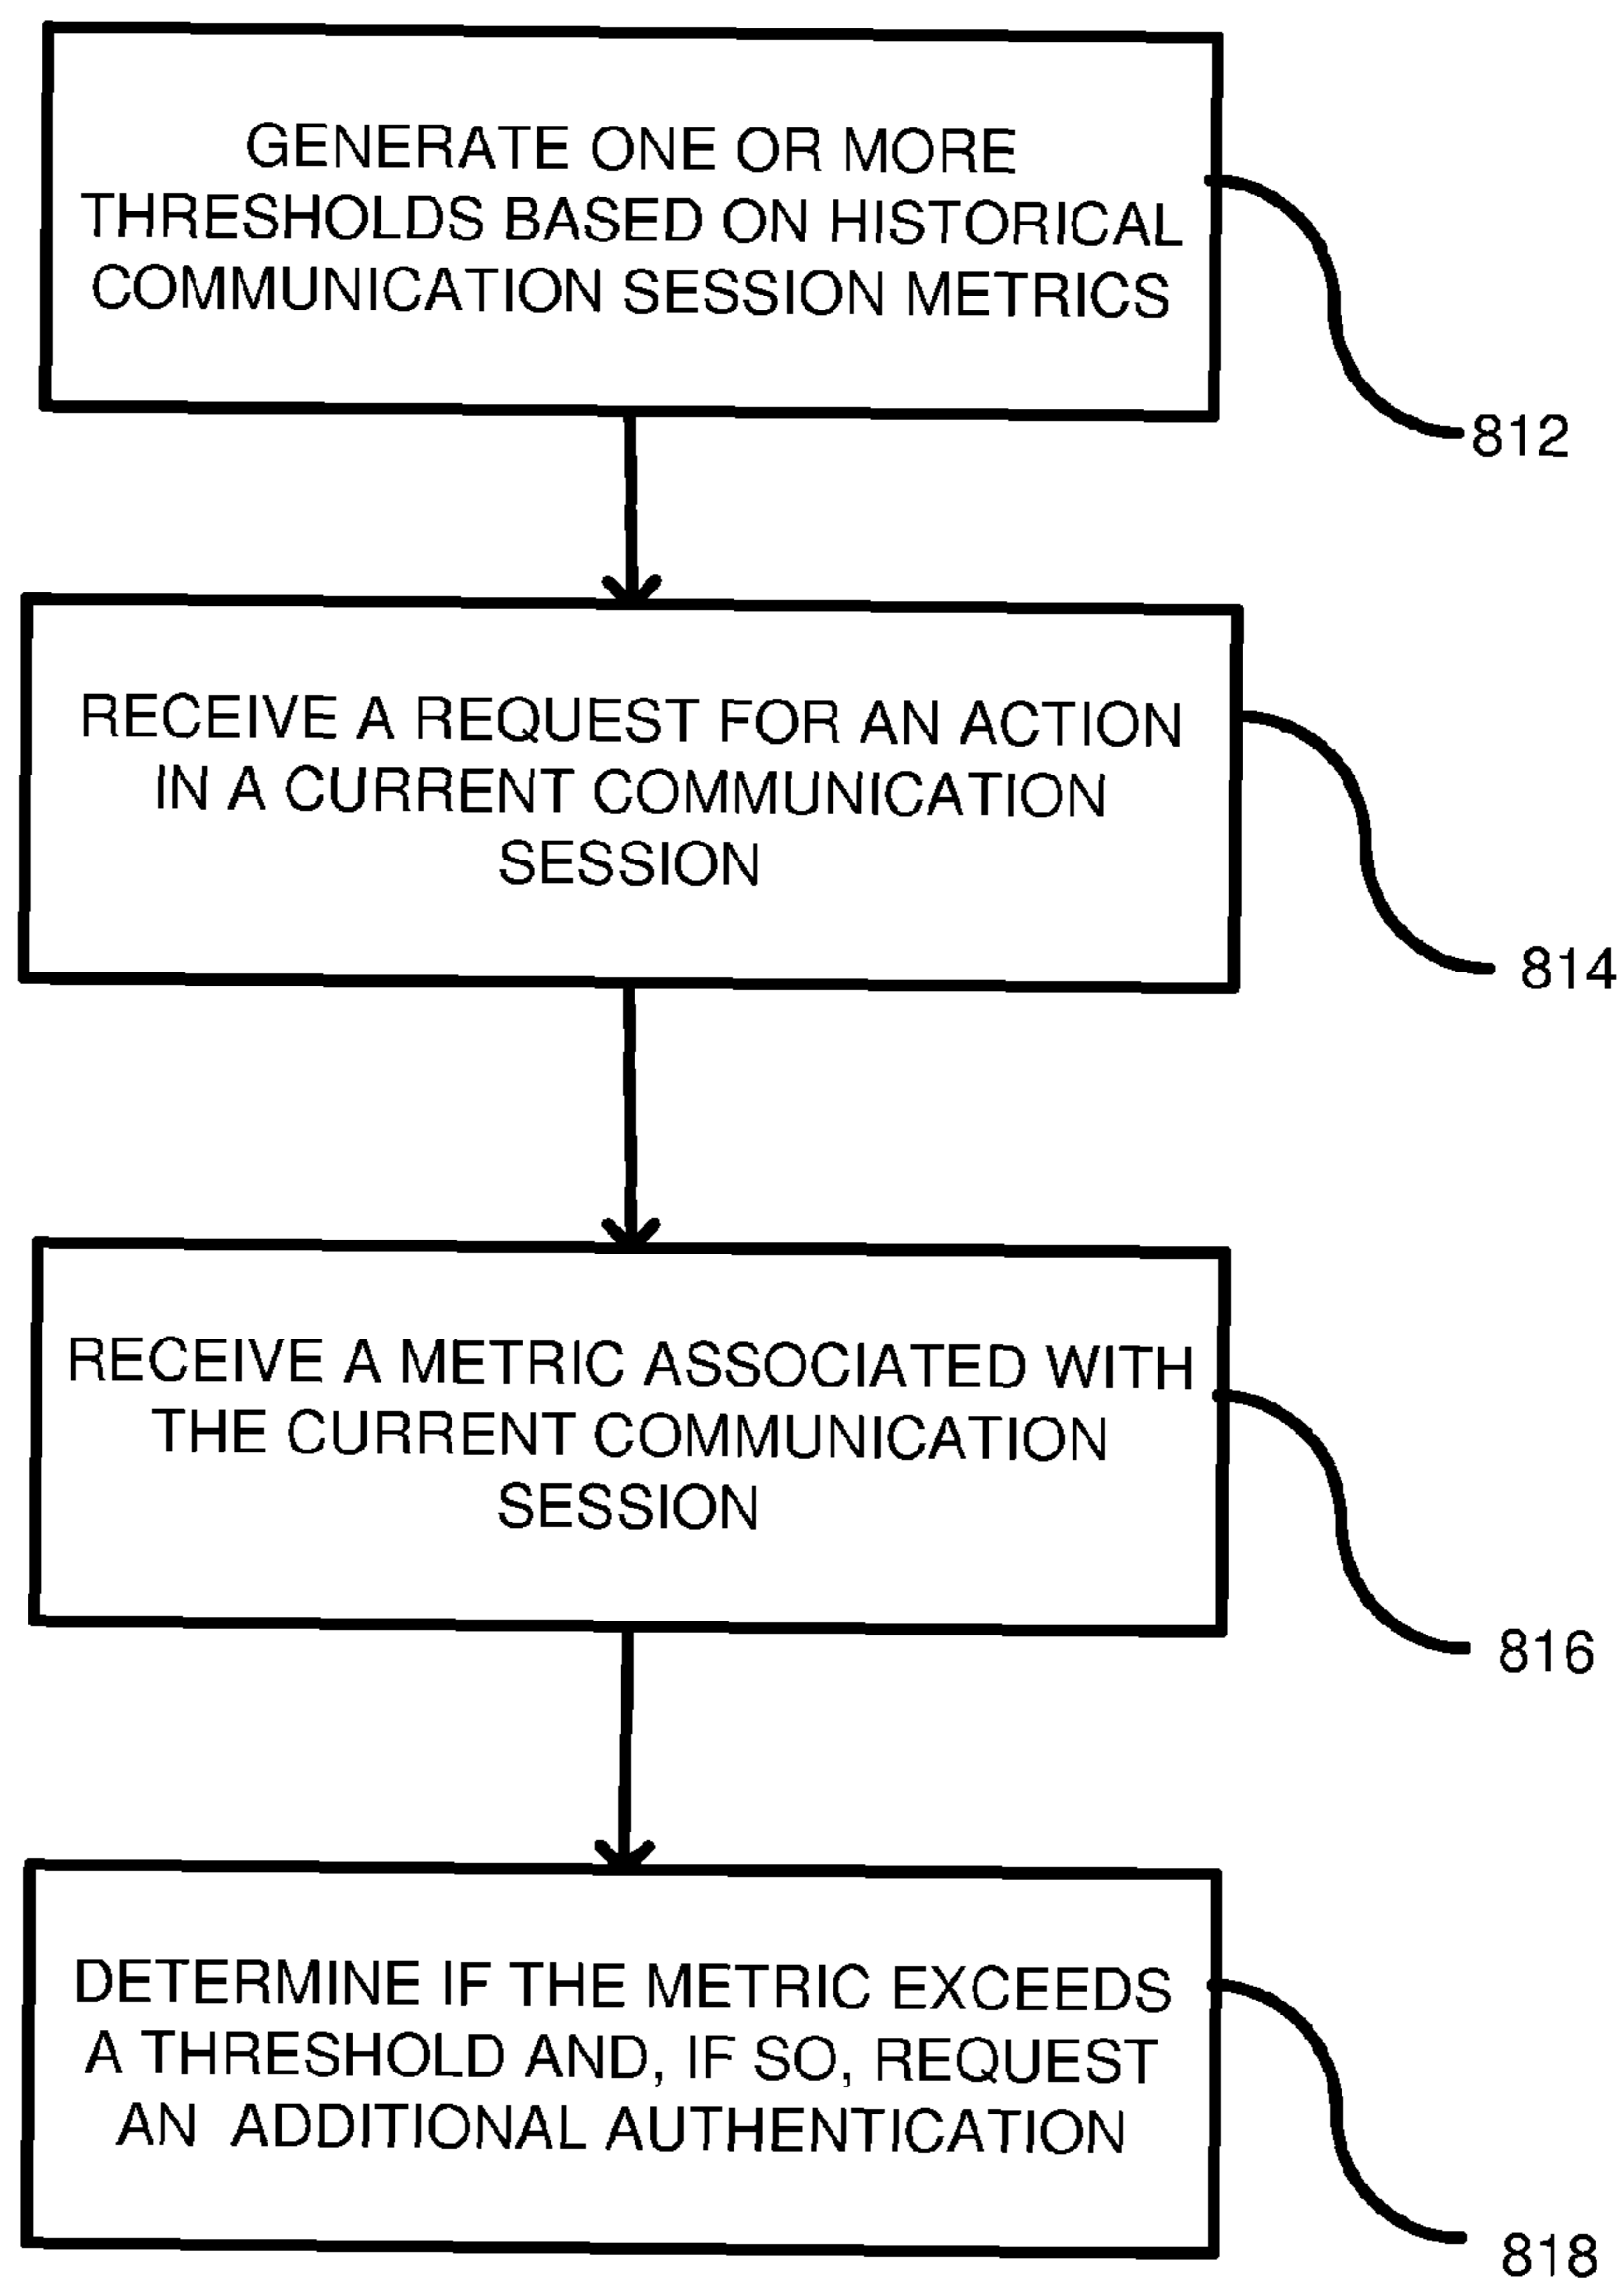 GENERATE ONE OR MORE
THRESHOLDS BASED ON HISTORICAL
COMMUNICATION SESSION METRICS
812
RECEIVE A REQUEST FOR AN ACTION
IN A CURRENT COMMUNICATION
SESSION
814
RECEIVE A METRIC ASSOCIATED WITH
THE CURRENT COMMUNICATION
SESSION
816
DETERMINE IF THE METRIC EXCEEDS
A THRESHOLD AND, IF SO, REQUEST
AN ADDITIONAL AUTHENTICATION
818